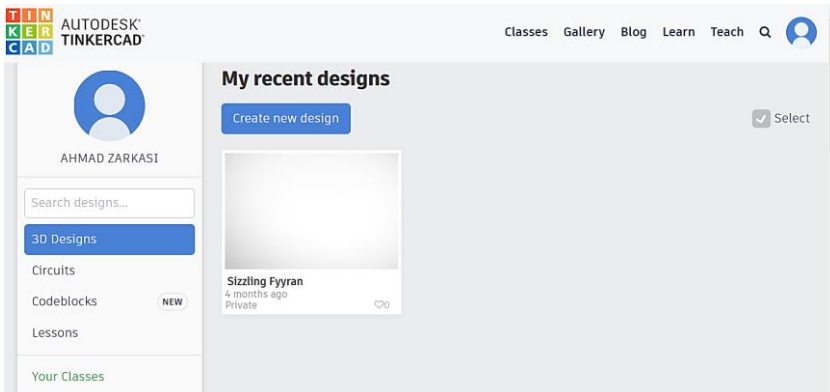 TIN
KER
CAD
AUTODESK®
TINKERCAD®
Classes Gallery Blog Learn Teach
AHMAD ZARKASI
Search designs...
3D Designs
Circuits
Codeblocks NEW
Lessons
Your Classes
My recent designs
Create new design
Select
Sizzling Fyyran
4 months ago
Private 0